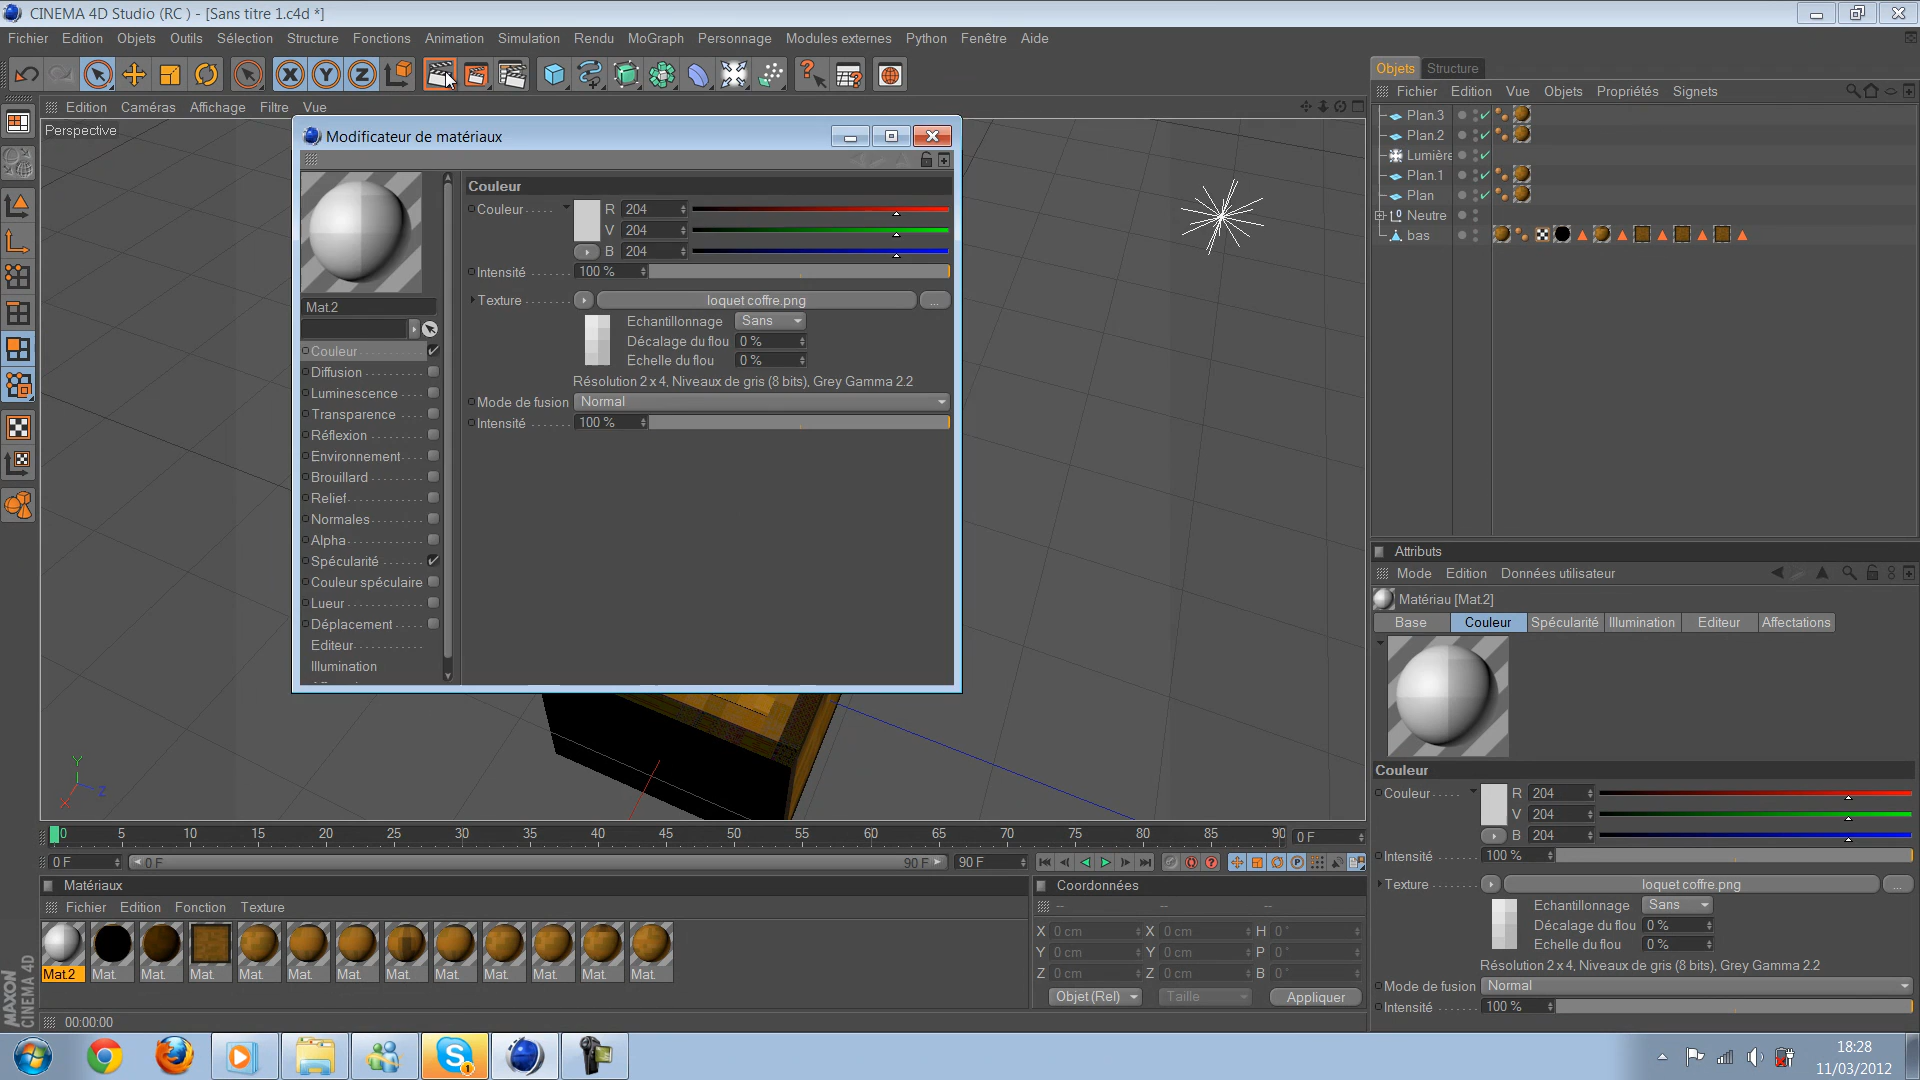 CINEMA 4D Studio (RC ) - [Sans titre 1.c4d *]
Fichier Edition Objets Outils Sélection Structure Fonctions Animation Simulation Rendu MoGraph Personnage Modules externes Python Fenêtre Aide
X Y Z
Edition Caméras Affichage Filtre Vue
Perspective
Modificateur de matériaux
Mat.2
Couleur
Diffusion
Luminescence
Transparence
Réflexion
Environnement
Brouillard
Relief
Normales
Alpha
Spécularité
Couleur spéculaire
Lueur
Déplacement
Editeur
Illumination
Couleur
Couleur R 204
V 204
B 204
Intensité 100 %
Texture loquet coffre.png ...
Echantillonnage Sans
Décalage du flou 0 %
Echelle du flou 0 %
Résolution 2 x 4, Niveaux de gris (8 bits), Grey Gamma 2.2
Mode de fusion Normal
Intensité 100 %
Y
X Z
Objets Structure
Fichier Edition Vue Objets Propriétés Signets
Plan.3
Plan.2
Lumière
Plan.1
Plan
Neutre
bas
Attributs
Mode Edition Données utilisateur
Matériau [Mat.2]
Base Couleur Spécularité Illumination Editeur Affectations
Couleur
Couleur R 204
V 204
B 204
Intensité 100 %
Texture loquet coffre.png ...
Echantillonnage Sans
Décalage du flou 0 %
Echelle du flou 0 %
Résolution 2 x 4, Niveaux de gris (8 bits), Grey Gamma 2.2
Mode de fusion Normal
Intensité 100 %
0 5 10 15 20 25 30 35 40 45 50 55 60 65 70 75 80 85 90 0 F
0 F 0 F 90 F 90 F
Matériaux
Fichier Edition Fonction Texture
Mat.2 Mat. Mat. Mat. Mat. Mat. Mat. Mat. Mat. Mat. Mat. Mat. Mat.
Coordonnées
-- -- --
X 0 cm X 0 cm H 0 °
Y 0 cm Y 0 cm P 0 °
Z 0 cm Z 0 cm B 0 °
Objet (Rel) Taille Appliquer
MAXON
CINEMA 4D
00:00:00
18:28
11/03/2012